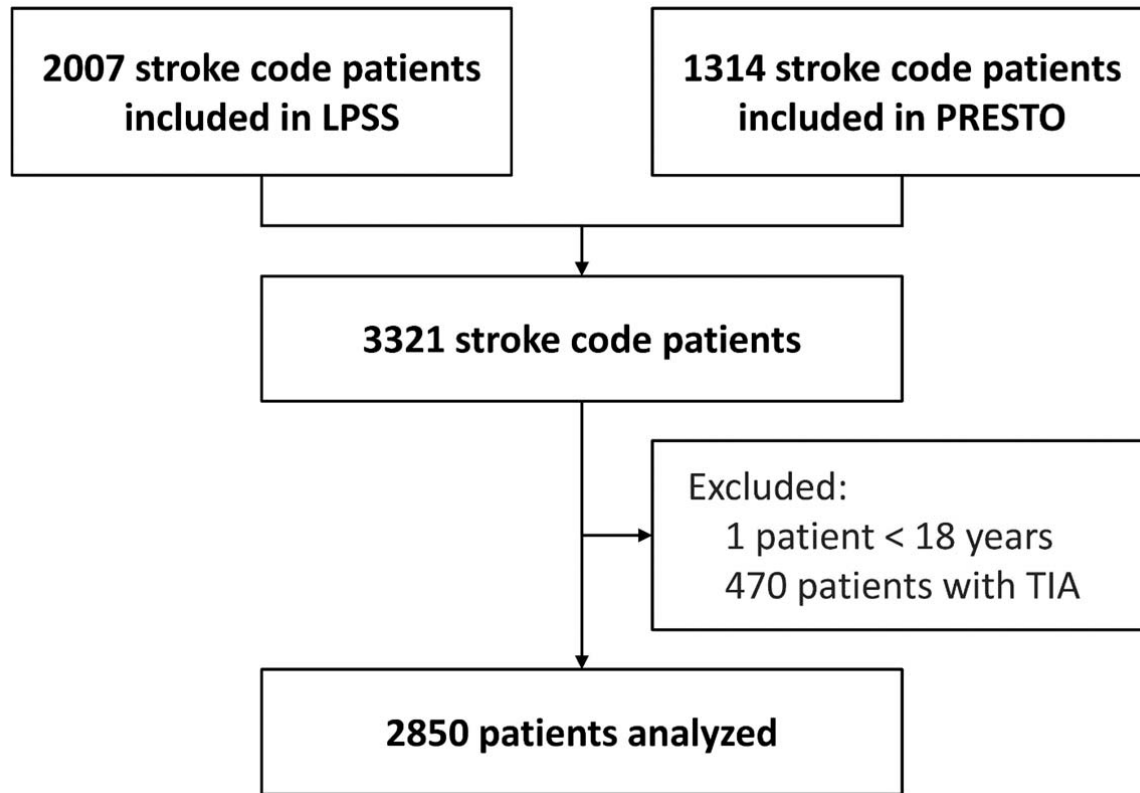 2007 stroke code patients
included in LPSS
1314 stroke code patients
included in PRESTO
3321 stroke code patients
Excluded:
1 patient < 18 years
470 patients with TIA
2850 patients analyzed